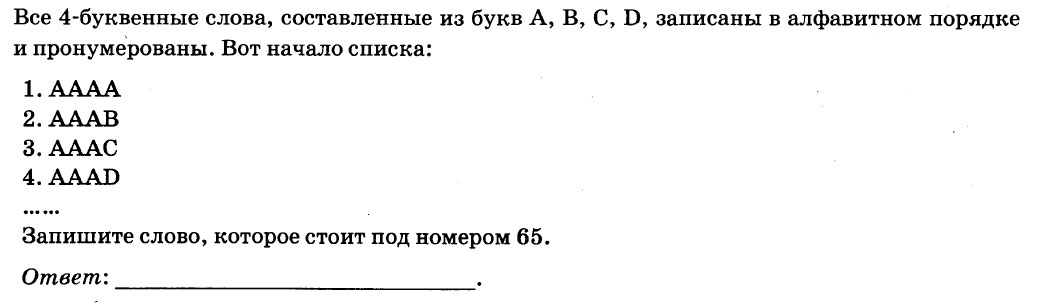 Все 4-буквенные слова, составленные из букв A, B, C, D, записаны в алфавитном порядке
и пронумерованы. Вот начало списка:
1. AAAA
2. AAAB
3. AAAC
4. AAAD
......
Запишите слово, которое стоит под номером 65.
Ответ: ______________________________.